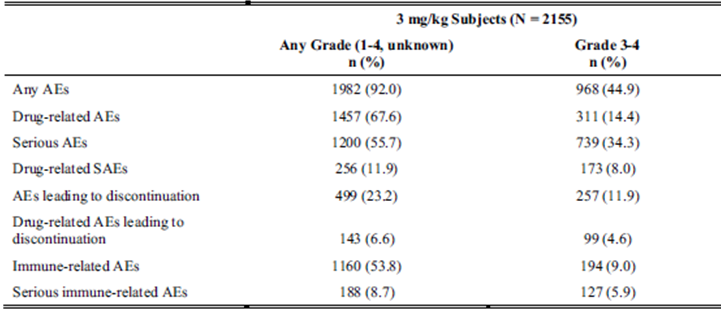 3 mg/kg Subjects (N = 2155)
Any Grade (1-4, unknown) Grade 3-4
n (%) n (%)
Any AEs 1982 (92.0) 968 (44.9)
Drug-related AEs 1457 (67.6) 311 (14.4)
Serious AEs 1200 (55.7) 739 (34.3)
Drug-related SAEs 256 (11.9) 173 (8.0)
AEs leading to discontinuation 499 (23.2) 257 (11.9)
Drug-related AEs leading to
discontinuation 143 (6.6) 99 (4.6)
Immune-related AEs 1160 (53.8) 194 (9.0)
Serious immune-related AEs 188 (8.7) 127 (5.9)